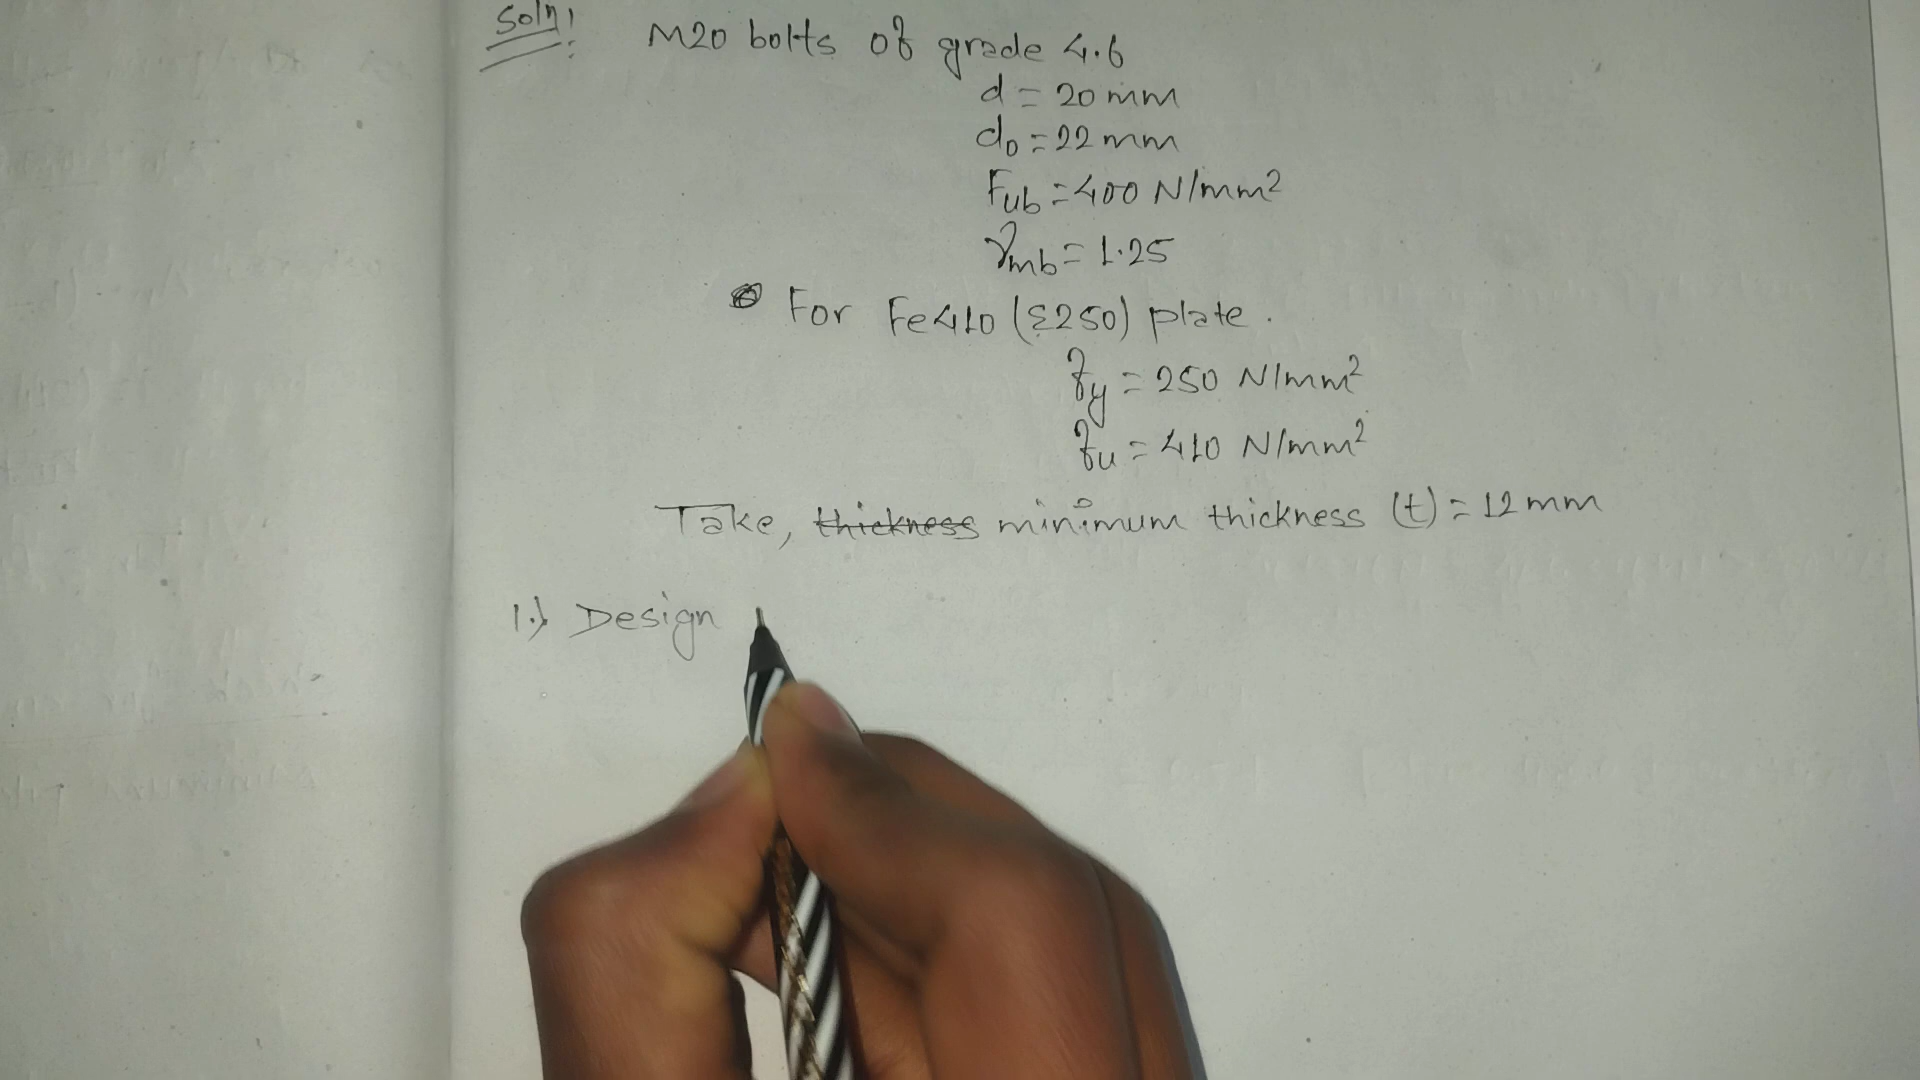 Soln:
M20 bolts of grade 4.6
d = 20 mm
d₀ = 22 mm
Fub = 400 N/mm²
γmb = 1.25
For Fe410 (E250) plate.
fy = 250 N/mm²
fu = 410 N/mm²
Take, thickness minimum thickness (t) = 12 mm
1.) Design